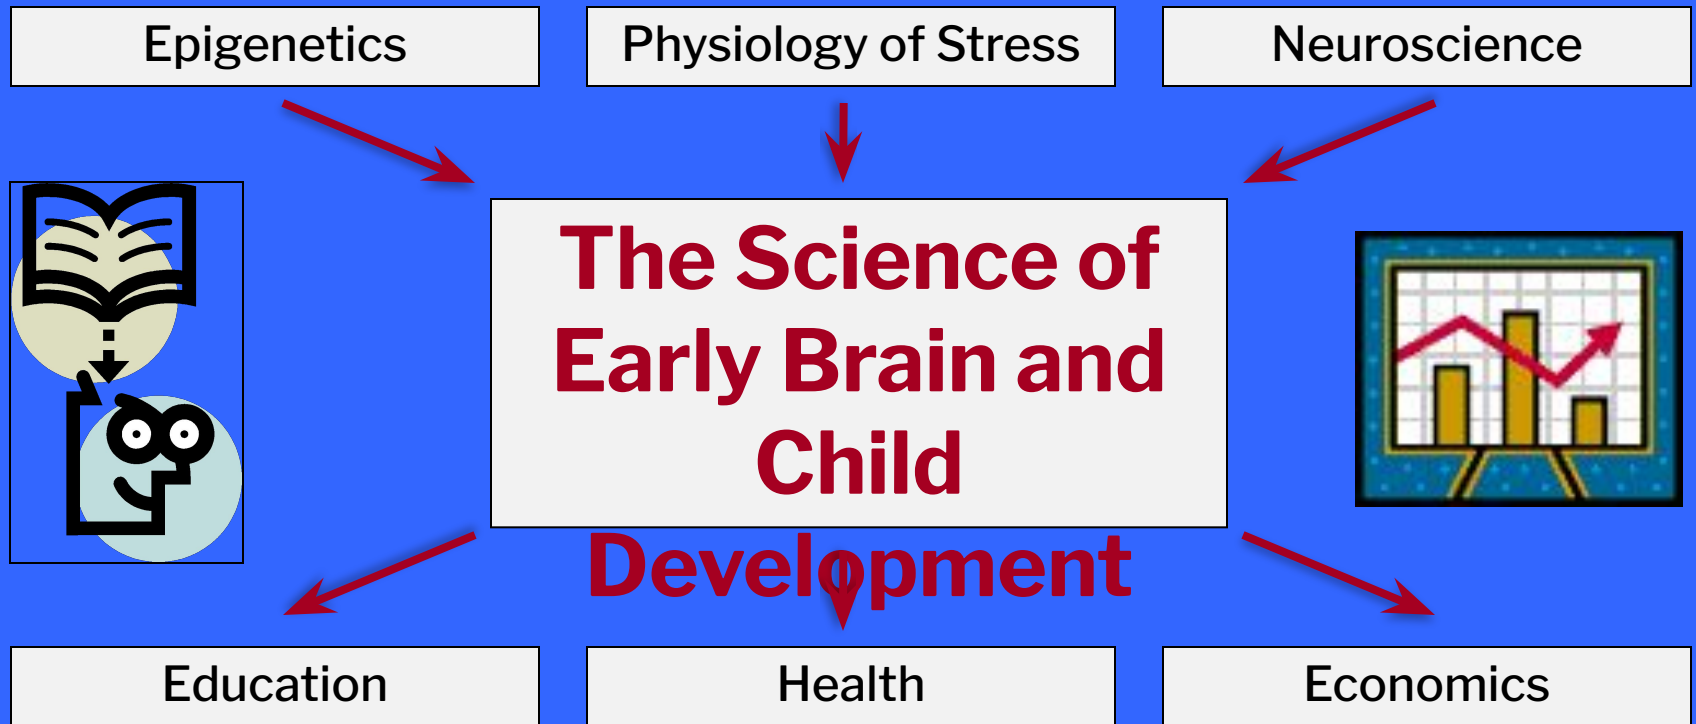 Epigenetics
Physiology of Stress
Neuroscience
The Science of
Early Brain and
Child
Development
Education
Health
Economics